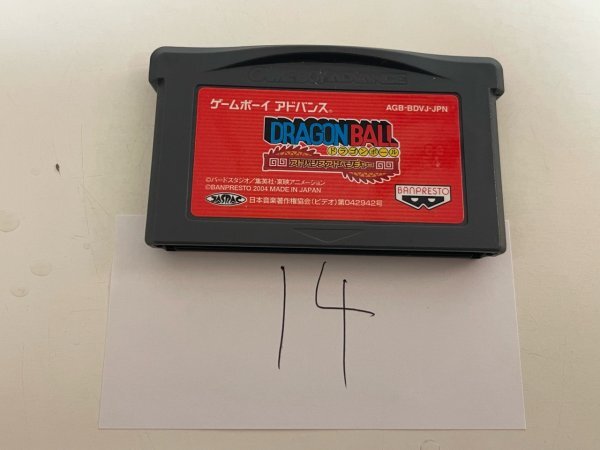 GAME BOY ADVANCE
ゲームボーイ アドバンス®
AGB-BDVJ-JPN
DRAGONBALL
ドラゴンボール
アドバンスアドベンチャー
©バードスタジオ/集英社・東映アニメーション
©BANPRESTO 2004 MADE IN JAPAN
BANPRESTO
JASRAC
日本音楽著作権協会(ビデオ)第042942号
14